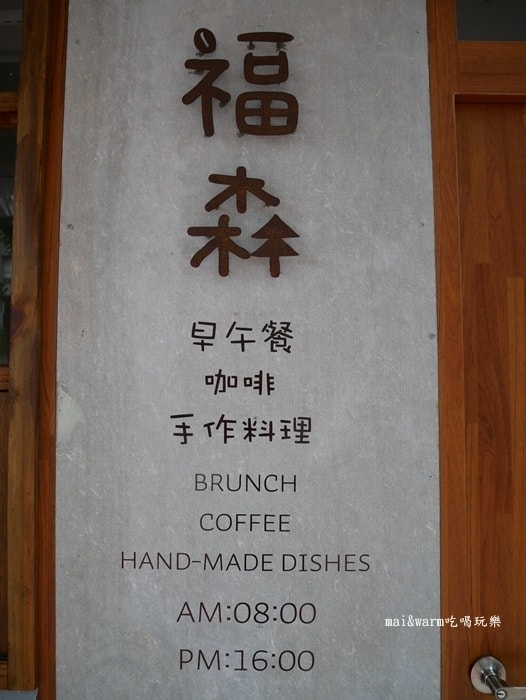 福
森
早午餐
咖啡
手作料理
BRUNCH
COFFEE
HAND-MADE DISHES
AM:08:00
PM:16:00
mai&warm吃喝玩樂